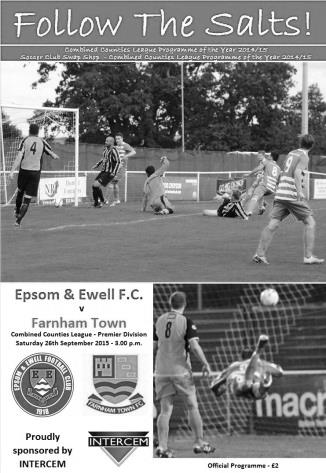 Follow The Salts!
Combined Counties League Programme of the Year 2014/15
Soccer Club Swap Shop - Combined Counties League Programme of the Year 2014/15
4
9
Epsom & Ewell F.C.
v
Farnham Town
Combined Counties League - Premier Division
Saturday 26th September 2015 - 3.00 p.m.
EPSOM & EWELL FOOTBALL CLUB
E E
1918
FARNHAM TOWN FC
Proudly
sponsored by
INTERCEM
INTERCEM
8
macr
Official Programme - £2